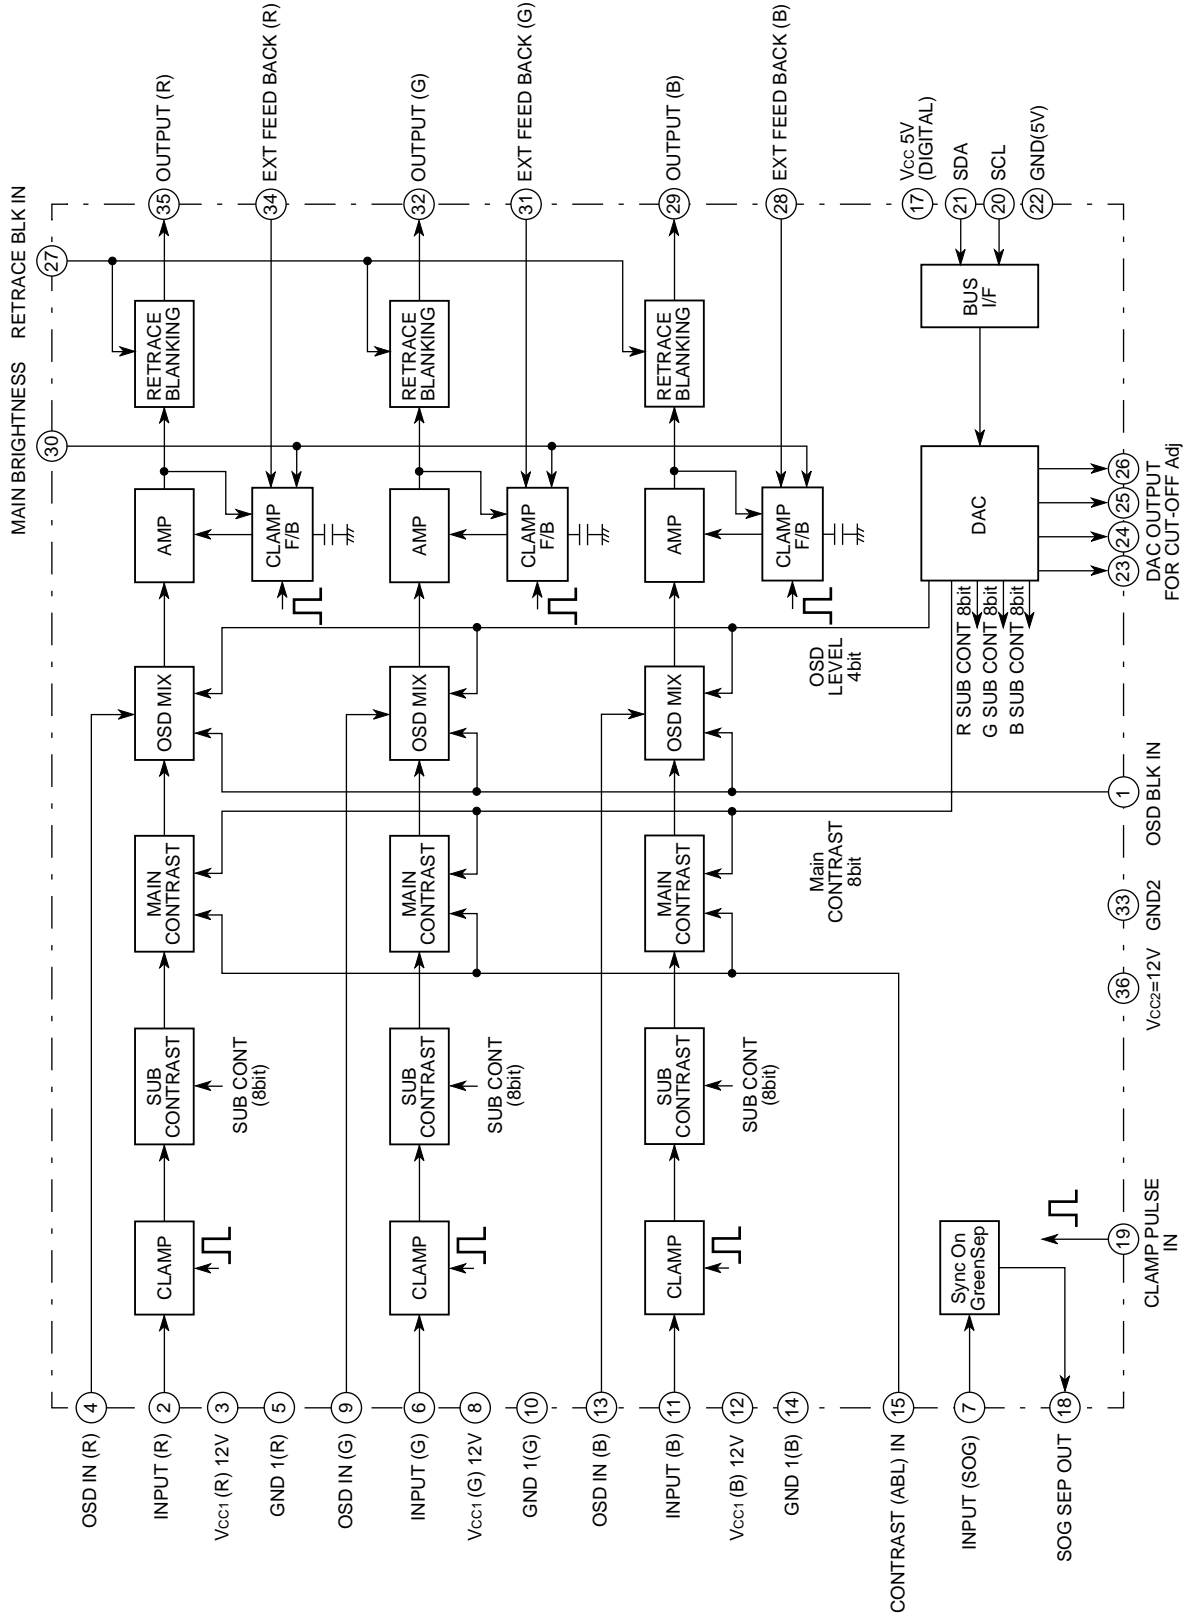 MAIN BRIGHTNESS
RETRACE BLK IN
30
27
OSD IN (R)
4
INPUT (R)
2
CLAMP
SUB
CONTRAST
MAIN
CONTRAST
OSD MIX
AMP
RETRACE
BLANKING
35
OUTPUT (R)
VCC1 (R) 12V
3
SUB CONT
(8bit)
GND 1(R)
5
CLAMP
F/B
34
EXT FEED BACK (R)
OSD IN (G)
9
INPUT (G)
6
CLAMP
SUB
CONTRAST
MAIN
CONTRAST
OSD MIX
AMP
RETRACE
BLANKING
32
OUTPUT (G)
VCC1 (G) 12V
8
SUB CONT
(8bit)
GND 1(G)
10
CLAMP
F/B
31
EXT FEED BACK (G)
OSD IN (B)
13
INPUT (B)
11
CLAMP
SUB
CONTRAST
MAIN
CONTRAST
OSD MIX
AMP
RETRACE
BLANKING
29
OUTPUT (B)
VCC1 (B) 12V
12
SUB CONT
(8bit)
GND 1(B)
14
CLAMP
F/B
28
EXT FEED BACK (B)
Main
CONTRAST
8bit
OSD
LEVEL
4bit
CONTRAST (ABL) IN
15
17
VCC 5V
(DIGITAL)
INPUT (SOG)
7
Sync On
GreenSep
R SUB CONT 8bit
G SUB CONT 8bit
B SUB CONT 8bit
DAC
BUS
I/F
21
SDA
20
SCL
22
GND(5V)
SOG SEP OUT
18
19
36
33
1
23
24
25
26
CLAMP PULSE
IN
VCC2=12V
GND2
OSD BLK IN
DAC OUTPUT
FOR CUT-OFF Adj